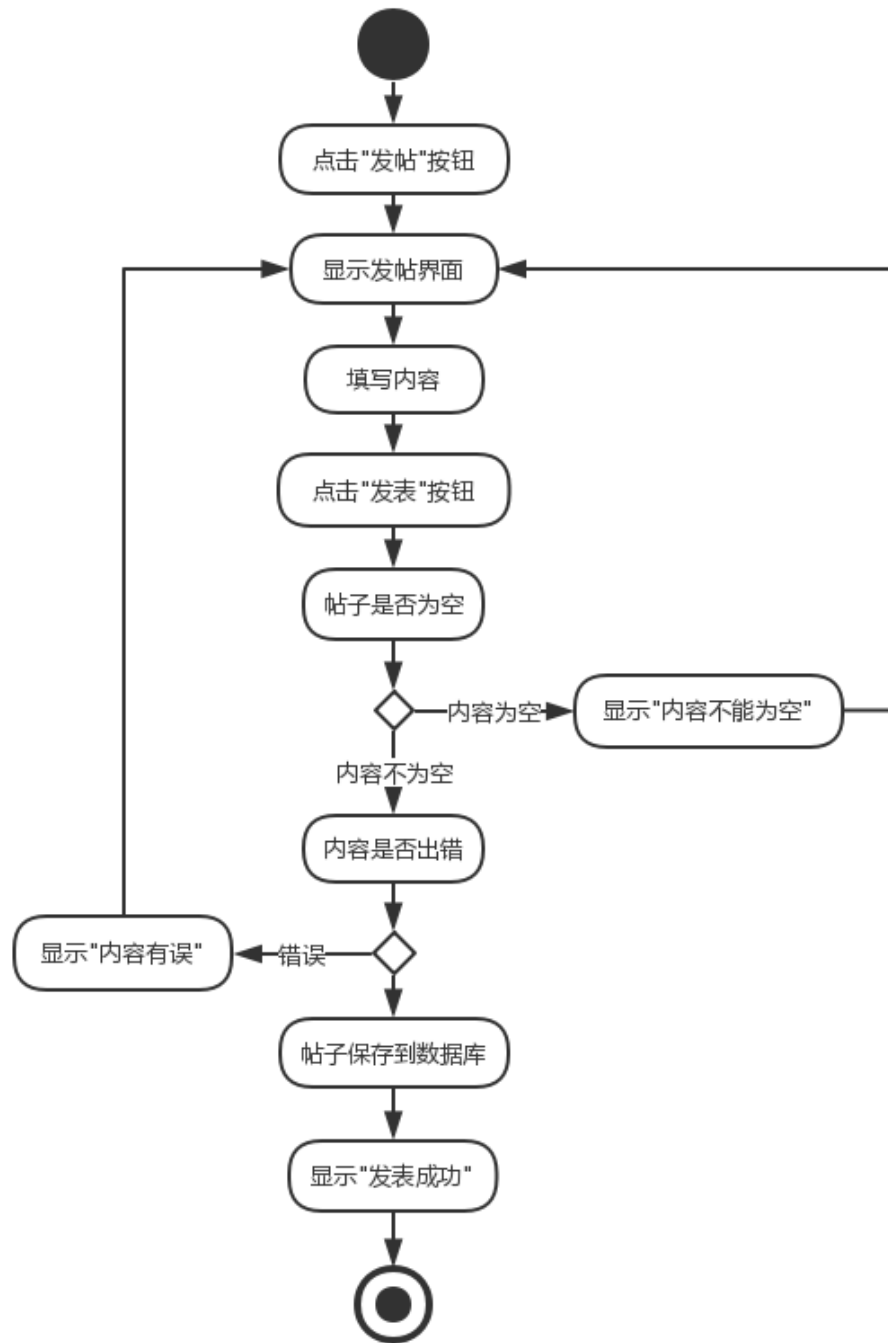 点击"发帖"按钮
显示发帖界面
填写内容
点击"发表"按钮
帖子是否为空
内容为空
显示"内容不能为空"
内容不为空
内容是否出错
显示"内容有误"
错误
帖子保存到数据库
显示"发表成功"